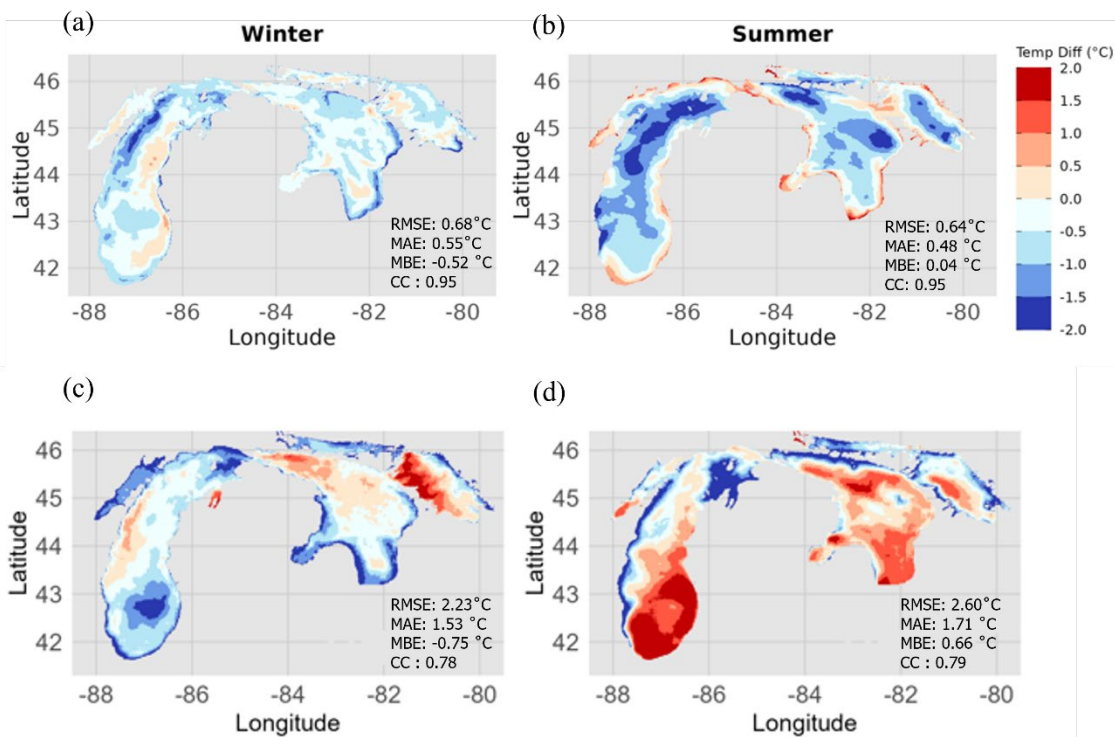 (a)
Winter
(b)
Summer
Temp Diff (°C)
46
45
44
43
42
Latitude
RMSE: 0.68°C
MAE: 0.55°C
MBE: -0.52 °C
CC : 0.95
-88
-86
-84
-82
-80
Longitude
46
45
44
43
42
Latitude
RMSE: 0.64°C
MAE: 0.48 °C
MBE: 0.04 °C
CC: 0.95
-88
-86
-84
-82
-80
Longitude
2.0
1.5
1.0
0.5
0.0
-0.5
-1.0
-1.5
-2.0
(c)
(d)
46
45
44
43
42
Latitude
RMSE: 2.23°C
MAE: 1.53 °C
MBE: -0.75 °C
CC : 0.78
-88
-86
-84
-82
-80
Longitude
46
45
44
43
42
Latitude
RMSE: 2.60°C
MAE: 1.71 °C
MBE: 0.66 °C
CC : 0.79
-88
-86
-84
-82
-80
Longitude